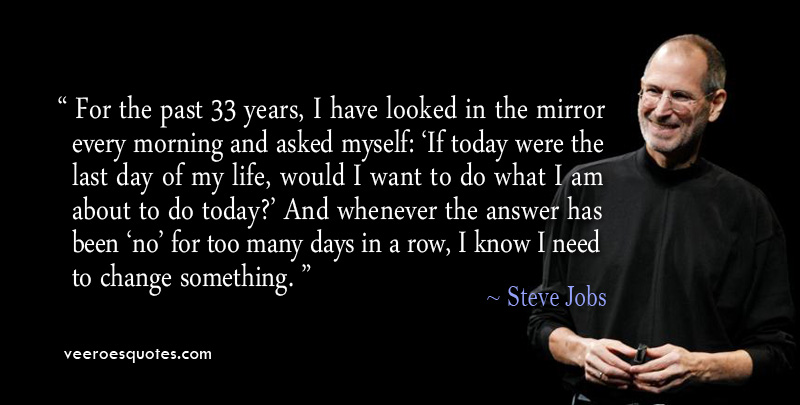 “ For the past 33 years, I have looked in the mirror
every morning and asked myself: ‘If today were the
last day of my life, would I want to do what I am
about to do today?’ And whenever the answer has
been ‘no’ for too many days in a row, I know I need
to change something. ”
~ Steve Jobs
veeroesquotes.com